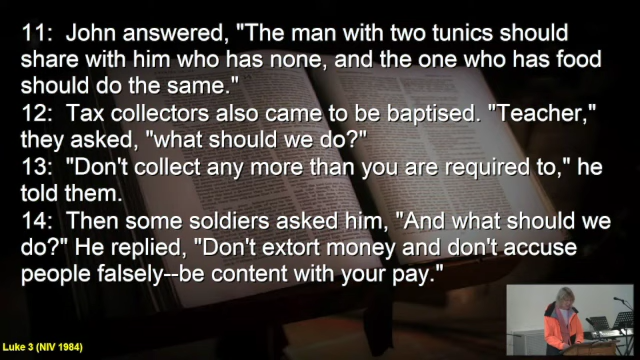 11:  John answered, "The man with two tunics should
share with him who has none, and the one who has food
should do the same."
12:  Tax collectors also came to be baptised. "Teacher,"
they asked, "what should we do?"
13:  "Don't collect any more than you are required to," he
told them.
14:  Then some soldiers asked him, "And what should we
do?" He replied, "Don't extort money and don't accuse
people falsely--be content with your pay."
Luke 3 (NIV 1984)